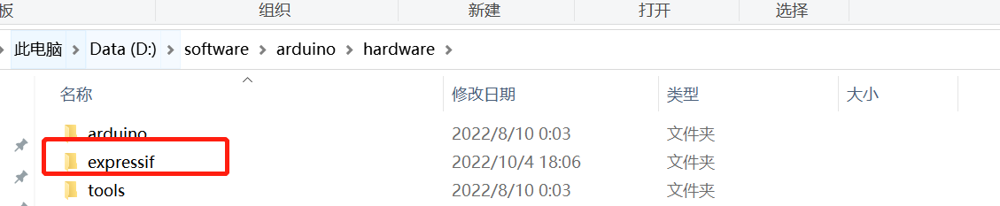 板 组织 新建 打开 选择
此电脑 Data (D:) software arduino hardware
名称 修改日期 类型 大小
arduino 2022/8/10 0:03 文件夹
expressif 2022/10/4 18:06 文件夹
tools 2022/8/10 0:03 文件夹